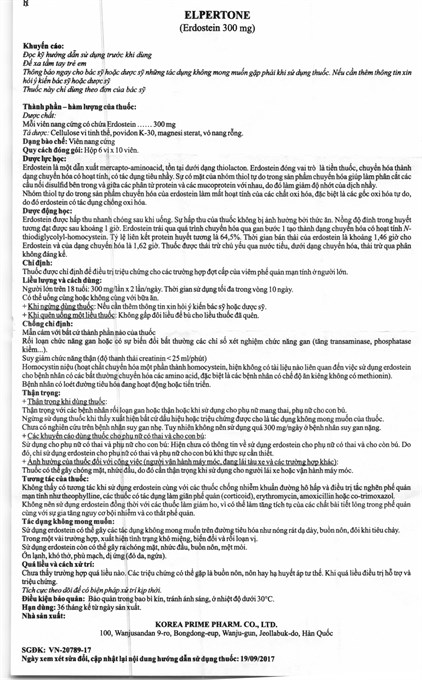 ELPERTONE
(Erdostein 300 mg)
Khuyến cáo:
Đọc kỹ hướng dẫn sử dụng trước khi dùng
Để xa tầm tay trẻ em
Thông báo ngay cho bác sỹ hoặc dược sỹ những tác dụng không mong muốn gặp phải khi sử dụng thuốc. Nếu cần thêm thông tin xin
hỏi ý kiến bác sỹ hoặc dược sỹ
Thuốc này chỉ dùng theo đơn của bác sỹ
Thành phần – hàm lượng của thuốc:
Dược chất:
Mỗi viên nang cứng có chứa Erdostein ...... 300 mg
Tá dược: Cellulose vi tinh thể, povidon K-30, magnesi sterat, vỏ nang rỗng.
Dạng bào chế: Viên nang cứng
Quy cách đóng gói: Hộp 6 vỉ x 10 viên.
Dược lực học:
Erdostein là một dẫn xuất mercapto-aminoacid, tồn tại dưới dạng thiolacton. Erdostein đóng vai trò là tiền thuốc, chuyển hóa thành
dạng chuyển hóa có hoạt tính, có tác dụng tiêu nhầy. Sự có mặt của nhóm thiol tự do trong sản phẩm chuyển hóa giúp làm phân cắt các
cầu nối disulfid bên trong và giữa các phân tử protein và các mucoprotein với nhau, do đó làm giảm độ nhớt của dịch nhầy.
Nhóm thiol tự do trong sản phẩm chuyển hóa của erdostein làm mất hoạt tính của các chất oxi hóa, đặc biệt là các gốc oxi hóa tự do,
do đó erdostein có tác dụng chống oxi hóa.
Dược động học:
Erdostein được hấp thu nhanh chóng sau khi uống. Sự hấp thu của thuốc không bị ảnh hưởng bởi thức ăn. Nồng độ đỉnh trong huyết
tương đạt được sau khoảng 1 giờ. Erdostein trải qua quá trình chuyển hóa qua gan bước 1 tạo thành dạng chuyển hóa có hoạt tính N-
thiodiglycolyl-homocystein. Tỷ lệ liên kết protein huyết tương là 64,5%. Thời gian bán thải của erdostein là khoảng 1,46 giờ cho
Erdostein và của dạng chuyển hóa là 1,62 giờ. Thuốc được thải trừ chủ yếu qua nước tiểu, dưới dạng chuyển hóa, thải trừ qua phân
không đáng kể.
Chỉ định:
Thuốc được chỉ định để điều trị triệu chứng cho các trường hợp đợt cấp của viêm phế quản mạn tính ở người lớn.
Liều lượng và cách dùng:
Người lớn trên 18 tuổi: 300 mg/lần x 2 lần/ngày. Thời gian sử dụng tối đa trong vòng 10 ngày.
Có thể uống cùng hoặc không cùng với bữa ăn.
+ Khi ngừng dùng thuốc: Nếu cần thêm thông tin xin hỏi ý kiến bác sỹ hoặc dược sỹ.
+ Khi quên uống một liều thuốc: Không gấp đôi liều để bù cho liều thuốc đã quên.
Chống chỉ định:
Mẫn cảm với bất cứ thành phần nào của thuốc
Rối loạn chức năng gan hoặc có sự biến đổi bất thường các chỉ số xét nghiệm chức năng gan (tăng transaminase, phosphatase
kiềm...).
Suy giảm chức năng thận (độ thanh thải creatinin < 25 ml/phút)
Homocystin niệu (hoạt chất chuyển hóa một phần thành homocystein, hiện không có tài liệu nào liên quan đến việc sử dụng erdostein
cho bệnh nhân có các bất thường chuyển hóa các amino acid, đặc biệt là các bệnh nhân có chế độ ăn kiêng không có methionin).
Bệnh nhân có loét đường tiêu hóa đang hoạt động hoặc tiến triển.
Thận trọng:
+ Thận trọng khi dùng thuốc:
Thận trọng với các bệnh nhân rối loạn gan hoặc thận hoặc khi sử dụng cho phụ nữ mang thai, phụ nữ cho con bú.
Ngừng sử dụng thuốc khi thấy xuất hiện bất cứ dấu hiệu hoặc triệu chứng được cho là tác dụng không mong muốn của thuốc.
Chưa có nghiên cứu trên bệnh nhân suy gan nhẹ. Tuy nhiên không nên sử dụng quá 300 mg/ngày ở bệnh nhân suy gan nặng.
+ Các khuyến cáo dùng thuốc cho phụ nữ có thai và cho con bú:
Sử dụng cho phụ nữ có thai và phụ nữ cho con bú: Hiện chưa có thông tin về sử dụng erdostein cho phụ nữ có thai và cho còn bú. Do
đó, chỉ sử dụng erdostein cho phụ nữ có thai và phụ nữ cho con bú khi thực sự cần thiết.
+ Ảnh hưởng của thuốc đối với công việc (người vận hành máy móc, đang lái tàu xe và các trường hợp khác):
Thuốc có thể gây chóng mặt, nhức đầu, do đó cần thận trọng khi sử dụng cho người lái xe hoặc vận hành máy móc.
Tương tác của thuốc:
Không thấy có tương tác khi sử dụng erdostein cùng với các thuốc chống nhiễm khuẩn đường hô hấp và điều trị tắc nghẽn phế quản
mạn tính như theophylline, các thuốc có tác dụng làm giãn phế quản (corticoid), erythromycin, amoxicillin hoặc co-trimoxazol.
Không nên sử dụng erdostein đồng thời với các thuốc làm giảm ho, vì có thể làm tăng tích tụ của các chất bài tiết lỏng trong phế quản
cùng với sự gia tăng nguy cơ bội nhiễm và co thắt phế quản.
Tác dụng không mong muốn:
Sử dụng erdostein có thể gây các tác dụng không mong muốn trên đường tiêu hóa như nóng rát dạ dày, buồn nôn, đôi khi tiêu chảy.
Trong một vài trường hợp, xuất hiện tình trạng khô miệng, biến đổi và rối loạn vị.
Sử dụng erdostein còn có thể gây ra chóng mặt, nhức đầu, buồn nôn, mệt mỏi.
Ớn lạnh, khó thở, phù mạch, dị ứng (đỏ da, ngứa).
Quá liều và cách xử trí:
Chưa thấy trường hợp quá liều nào. Các triệu chứng có thể gặp là buồn nôn, nôn hay hạ huyết áp tư thế. Khi quá liều điều trị hỗ trợ và
triệu chứng.
Tích cực theo dõi để có biện pháp xử trí kịp thời.
Điều kiện bảo quản: Bảo quản trong bao bì kín, tránh ánh sáng, ở nhiệt độ dưới 30°C.
Hạn dùng: 36 tháng kể từ ngày sản xuất.
Nhà sản xuất:
KOREA PRIME PHARM. CO., LTD.
100, Wanjusandan 9-ro, Bongdong-eup, Wanju-gun, Jeollabuk-do, Hàn Quốc
SGĐK: VN-20789-17
Ngày xem xét sửa đổi, cập nhật lại nội dung hướng dẫn sử dụng thuốc: 19/09/2017